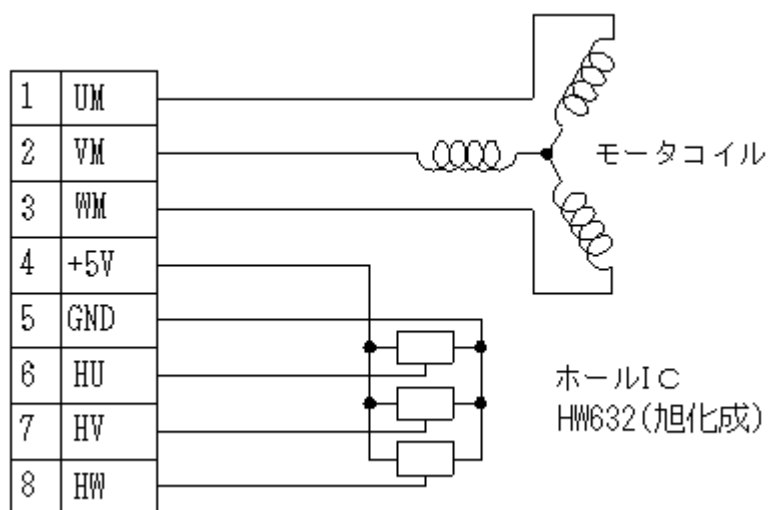 1 UM
2 VM
3 WM
4 +5V
5 GND
6 HU
7 HV
8 HW
モータコイル
ホールIC
HW632(旭化成)